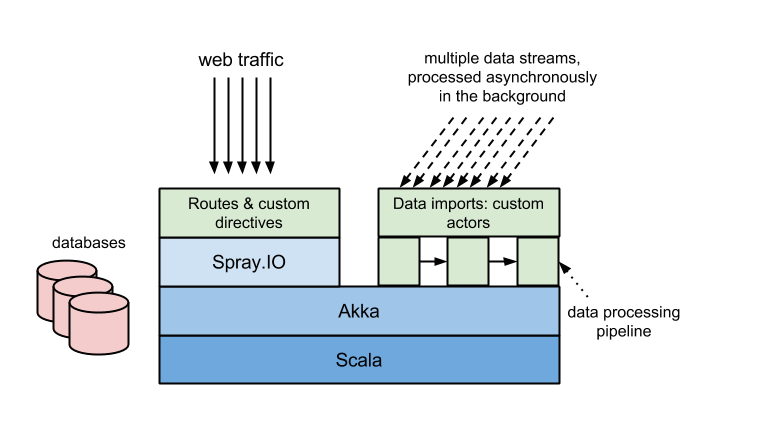 web traffic
multiple data streams,
processed asynchronously
in the background
Routes & custom
directives
Data imports: custom
actors
databases
Spray.IO
Akka
data processing
pipeline
Scala